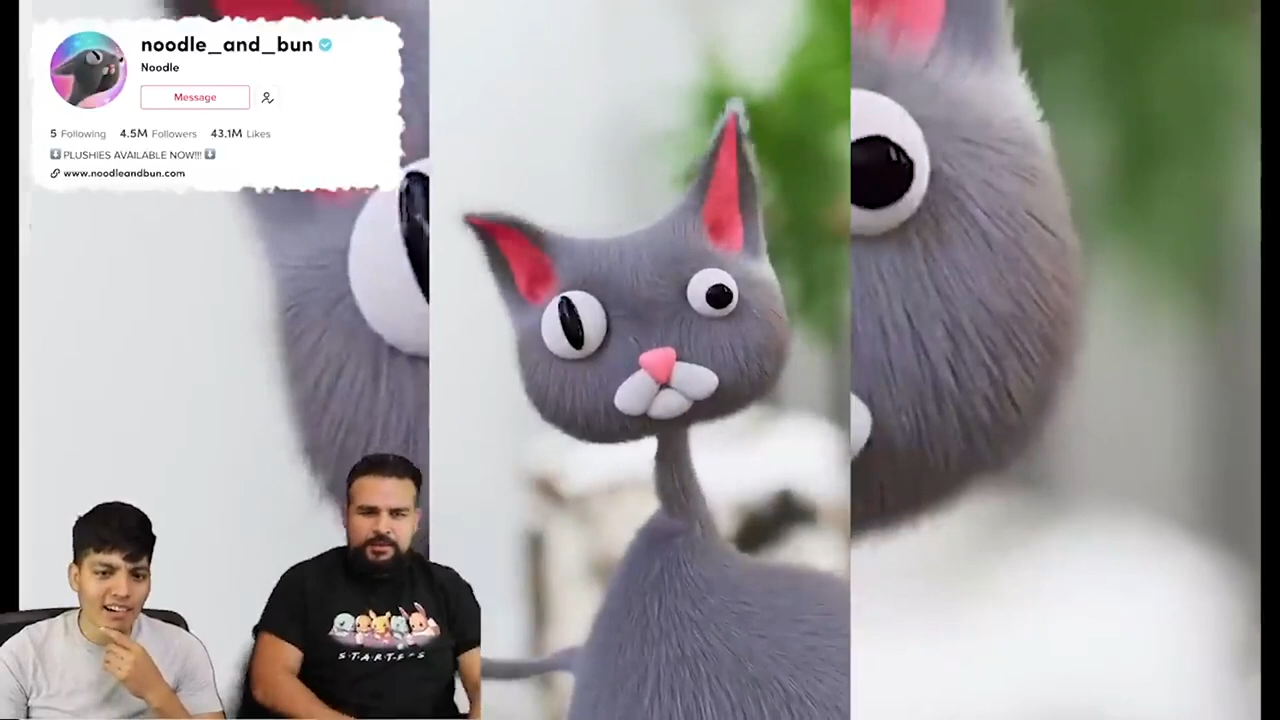 noodle_and_bun
Noodle
Message
5 Following 4.5M Followers 43.1M Likes
⬇️ PLUSHIES AVAILABLE NOW!!! ⬇️
www.noodleandbun.com
S·T·A·R·T·E·R·S